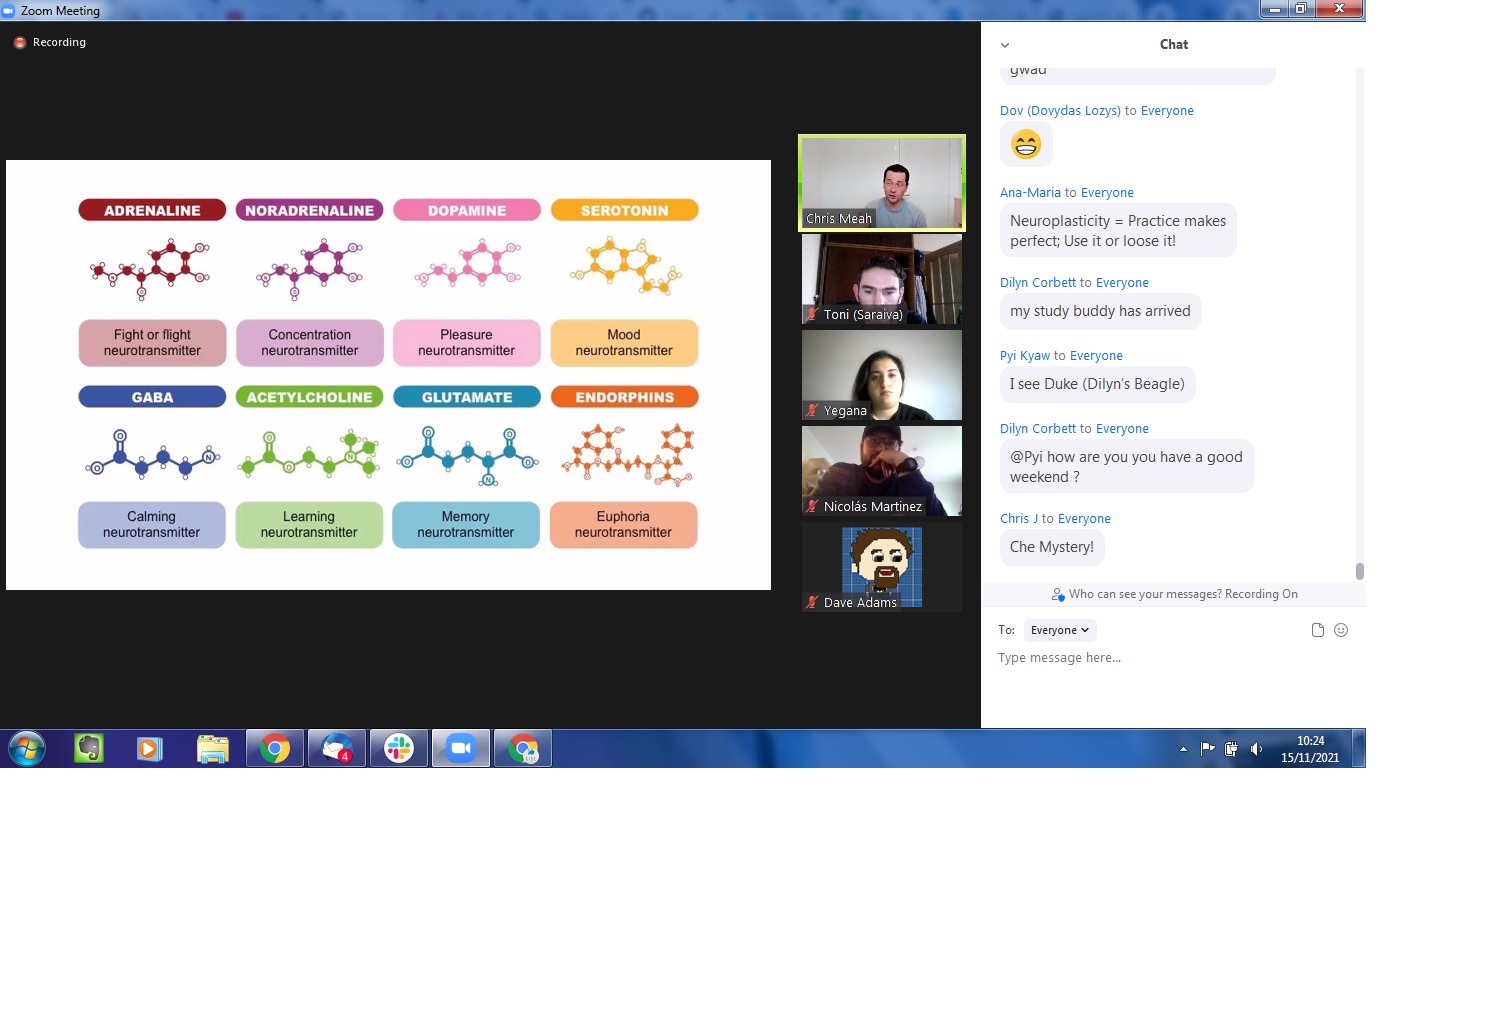 Zoom Meeting
Recording
ADRENALINE
NORADRENALINE
DOPAMINE
SEROTONIN
Fight or flight
neurotransmitter
Concentration
neurotransmitter
Pleasure
neurotransmitter
Mood
neurotransmitter
GABA
ACETYLCHOLINE
GLUTAMATE
ENDORPHINS
Calming
neurotransmitter
Learning
neurotransmitter
Memory
neurotransmitter
Euphoria
neurotransmitter
Chris Meah
Toni (Saraiva)
Yegana
Nicolás Martinez
Dave Adams
Chat
gwad
Dov (Dovydas Lozys) to Everyone
Ana-Maria to Everyone
Neuroplasticity = Practice makes
perfect; Use it or loose it!
Dilyn Corbett to Everyone
my study buddy has arrived
Pyi Kyaw to Everyone
I see Duke (Dilyn's Beagle)
Dilyn Corbett to Everyone
@Pyi how are you you have a good
weekend ?
Chris J to Everyone
Che Mystery!
Who can see your messages? Recording On
To: Everyone
Type message here...
4
10:24
15/11/2021